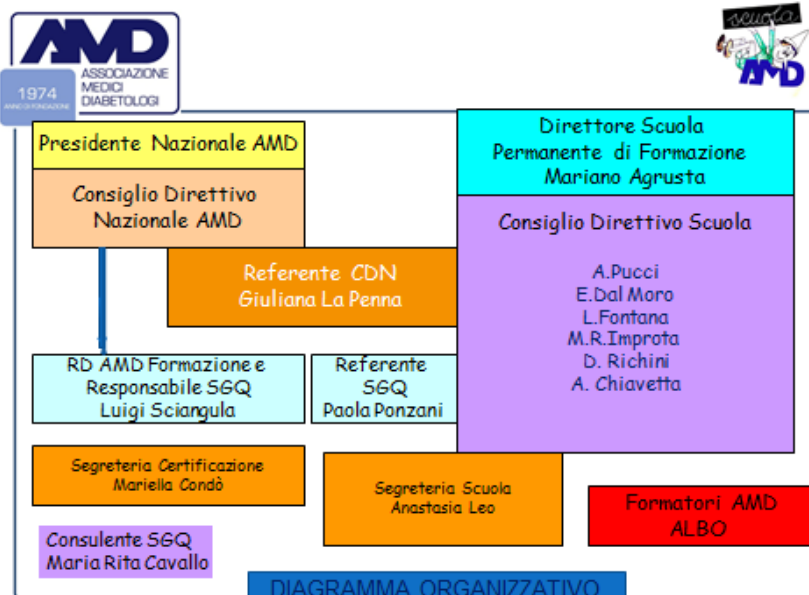 AMD
ASSOCIAZIONE
MEDICI
DIABETOLOGI
1974
ANNO DI FONDAZIONE
scuola
AMD
Presidente Nazionale AMD
Consiglio Direttivo
Nazionale AMD
Direttore Scuola
Permanente di Formazione
Mariano Agrusta
Consiglio Direttivo Scuola
A.Pucci
E.Dal Moro
L.Fontana
M.R.Improta
D. Richini
A. Chiavetta
Referente CDN
Giuliana La Penna
RD AMD Formazione e
Responsabile SGQ
Luigi Sciangula
Referente
SGQ
Paola Ponzani
Segreteria Certificazione
Mariella Condò
Segreteria Scuola
Anastasia Leo
Formatori AMD
ALBO
Consulente SGQ
Maria Rita Cavallo
DIAGRAMMA ORGANIZZATIVO